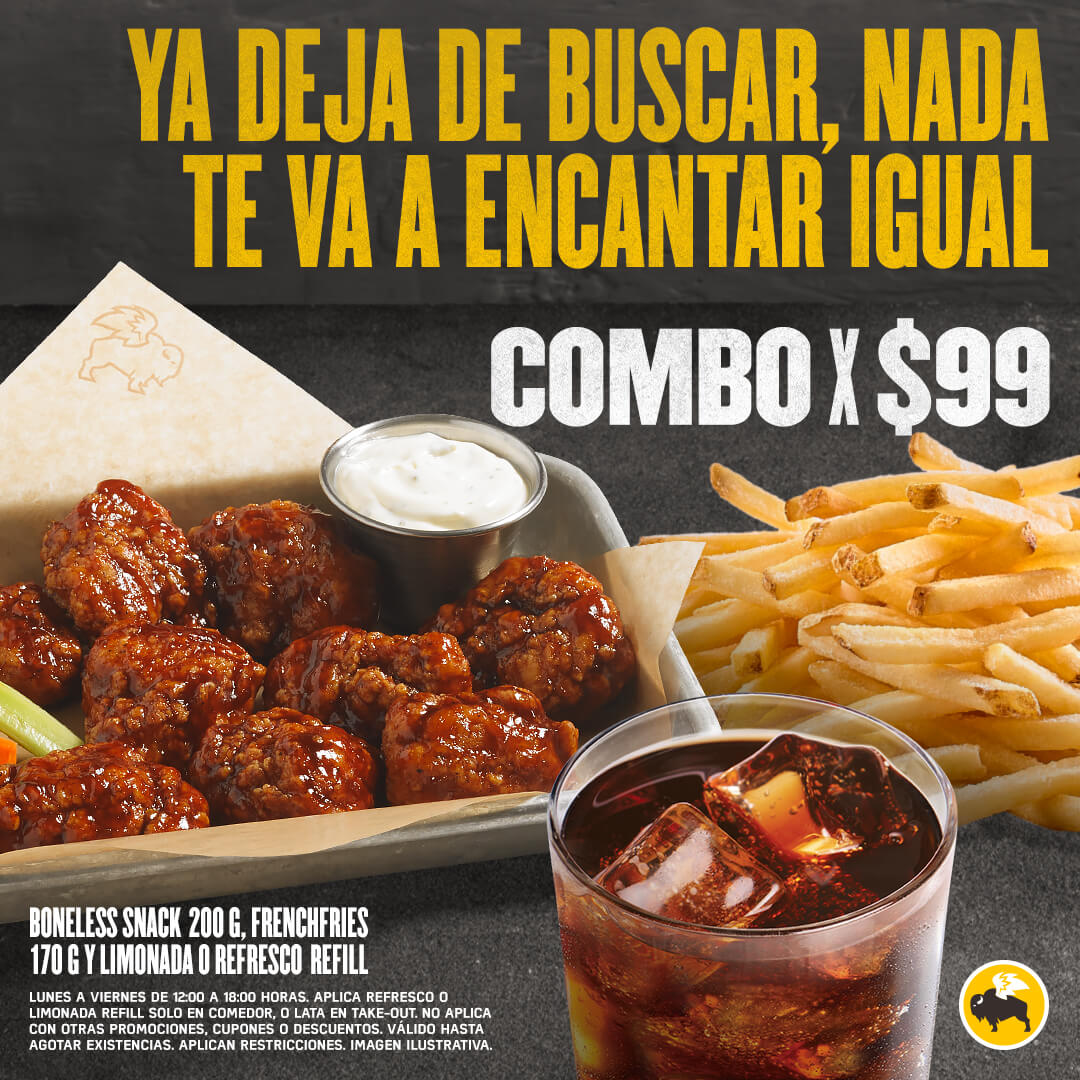 YA DEJA DE BUSCAR, NADA
TE VA A ENCANTAR IGUAL
COMBO X $99
BONELESS SNACK 200 G, FRENCHFRIES
170 G Y LIMONADA O REFRESCO REFILL
LUNES A VIERNES DE 12:00 A 18:00 HORAS. APLICA REFRESCO O
LIMONADA REFILL SOLO EN COMEDOR, O LATA EN TAKE-OUT. NO APLICA
CON OTRAS PROMOCIONES, CUPONES O DESCUENTOS. VÁLIDO HASTA
AGOTAR EXISTENCIAS. APLICAN RESTRICCIONES. IMAGEN ILUSTRATIVA.